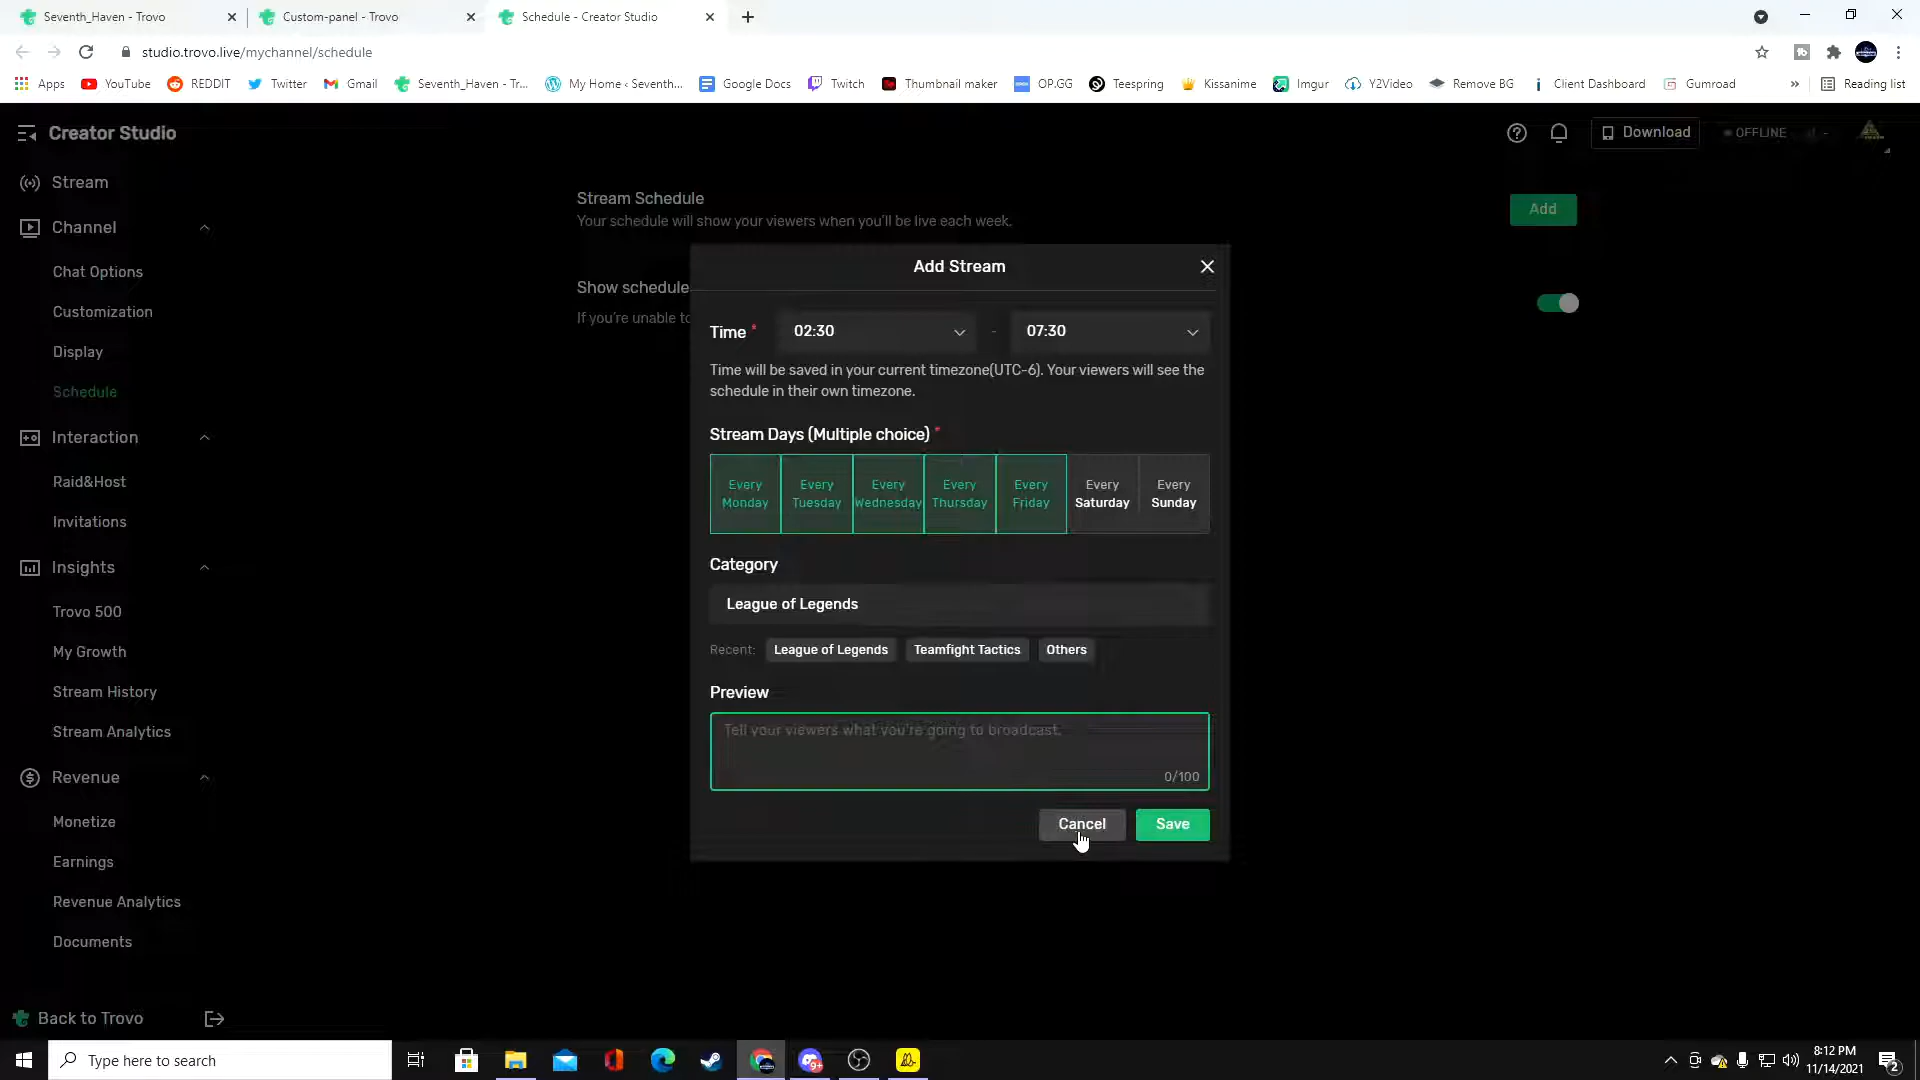 Seventh_Haven - Trovo
Custom-panel - Trovo
Schedule - Creator Studio
studio.trovo.live/mychannel/schedule
Apps
YouTube
REDDIT
Twitter
Gmail
Seventh_Haven - Tr...
My Home ‹ Seventh...
Google Docs
Twitch
Thumbnail maker
OP.GG
Teespring
Kissanime
Imgur
Y2Video
Remove BG
Client Dashboard
Gumroad
»
Reading list
Creator Studio
Download
OFFLINE
-
Stream
Channel
Chat Options
Customization
Display
Schedule
Interaction
Raid&Host
Invitations
Insights
Trovo 500
My Growth
Stream History
Stream Analytics
Revenue
Monetize
Earnings
Revenue Analytics
Documents
Back to Trovo
Stream Schedule
Your schedule will show your viewers when you'll be live each week.
Add
Show schedule
If you're unable to
Add Stream
Time *
02:30
-
07:30
Time will be saved in your current timezone(UTC-6). Your viewers will see the
schedule in their own timezone.
Stream Days (Multiple choice) *
Every
Monday
Every
Tuesday
Every
Wednesday
Every
Thursday
Every
Friday
Every
Saturday
Every
Sunday
Category
League of Legends
Recent:
League of Legends
Teamfight Tactics
Others
Preview
Tell your viewers what you're going to broadcast.
0/100
Cancel
Save
Type here to search
9+
8:12 PM
11/14/2021
2